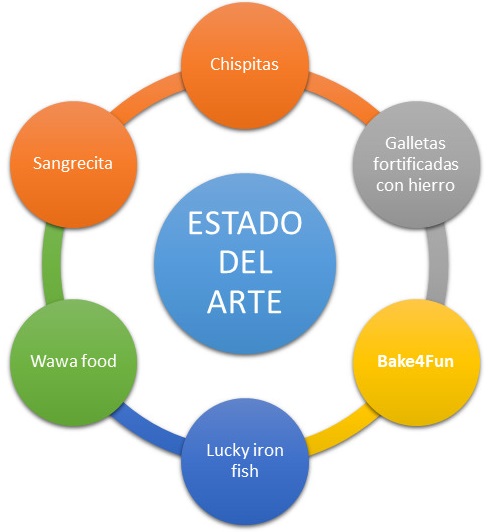 Chispitas
Galletas
fortificadas
con hierro
Bake4Fun
Lucky iron
fish
Wawa food
Sangrecita
ESTADO
DEL
ARTE